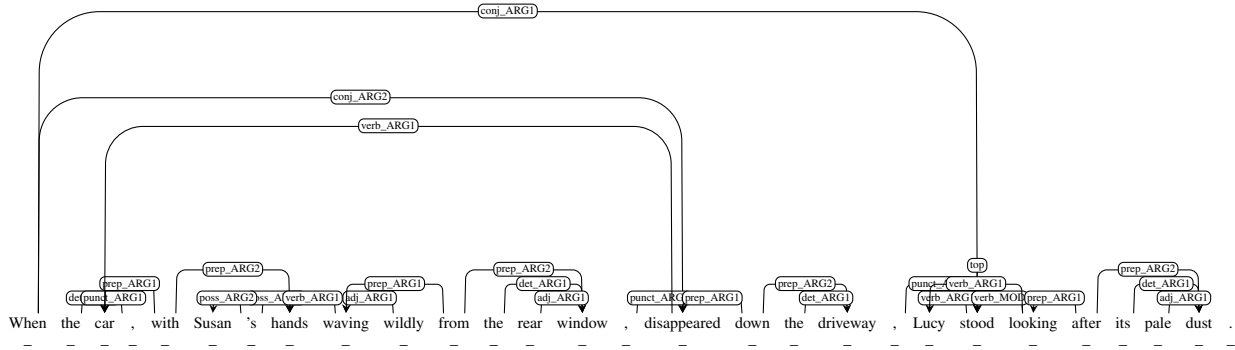 conj_ARG1
conj_ARG2
verb_ARG1
top
prep_ARG2 prep_ARG2 prep_ARG2
prep_ARG1 prep_ARG1 det_ARG1 prep_ARG2 verb_ARG1 det_ARG1
punct_ARG1 poss_ARG2 verb_ARG1 adj_ARG1 adj_ARG1 prep_ARG1 det_ARG1 verb_MOD prep_ARG1 adj_ARG1
When the car , with Susan 's hands waving wildly from the rear window , disappeared down the driveway , Lucy stood looking after its pale dust .
_ _ _ _ _ _ _ _ _ _ _ _ _ _ _ _ _ _ _ _ _ _ _ _ _ _ _ _ _